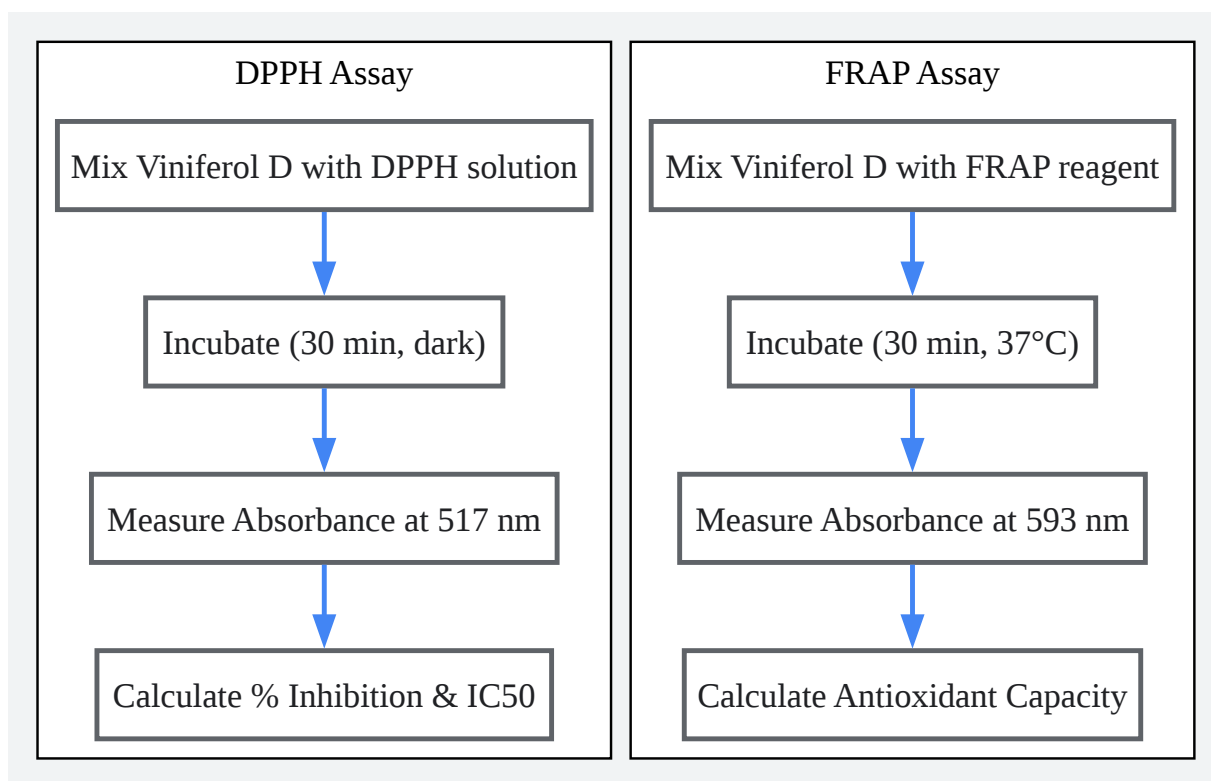 DPPH Assay
Mix Viniferol D with DPPH solution
Incubate (30 min, dark)
Measure Absorbance at 517 nm
Calculate % Inhibition & IC50
FRAP Assay
Mix Viniferol D with FRAP reagent
Incubate (30 min, 37°C)
Measure Absorbance at 593 nm
Calculate Antioxidant Capacity